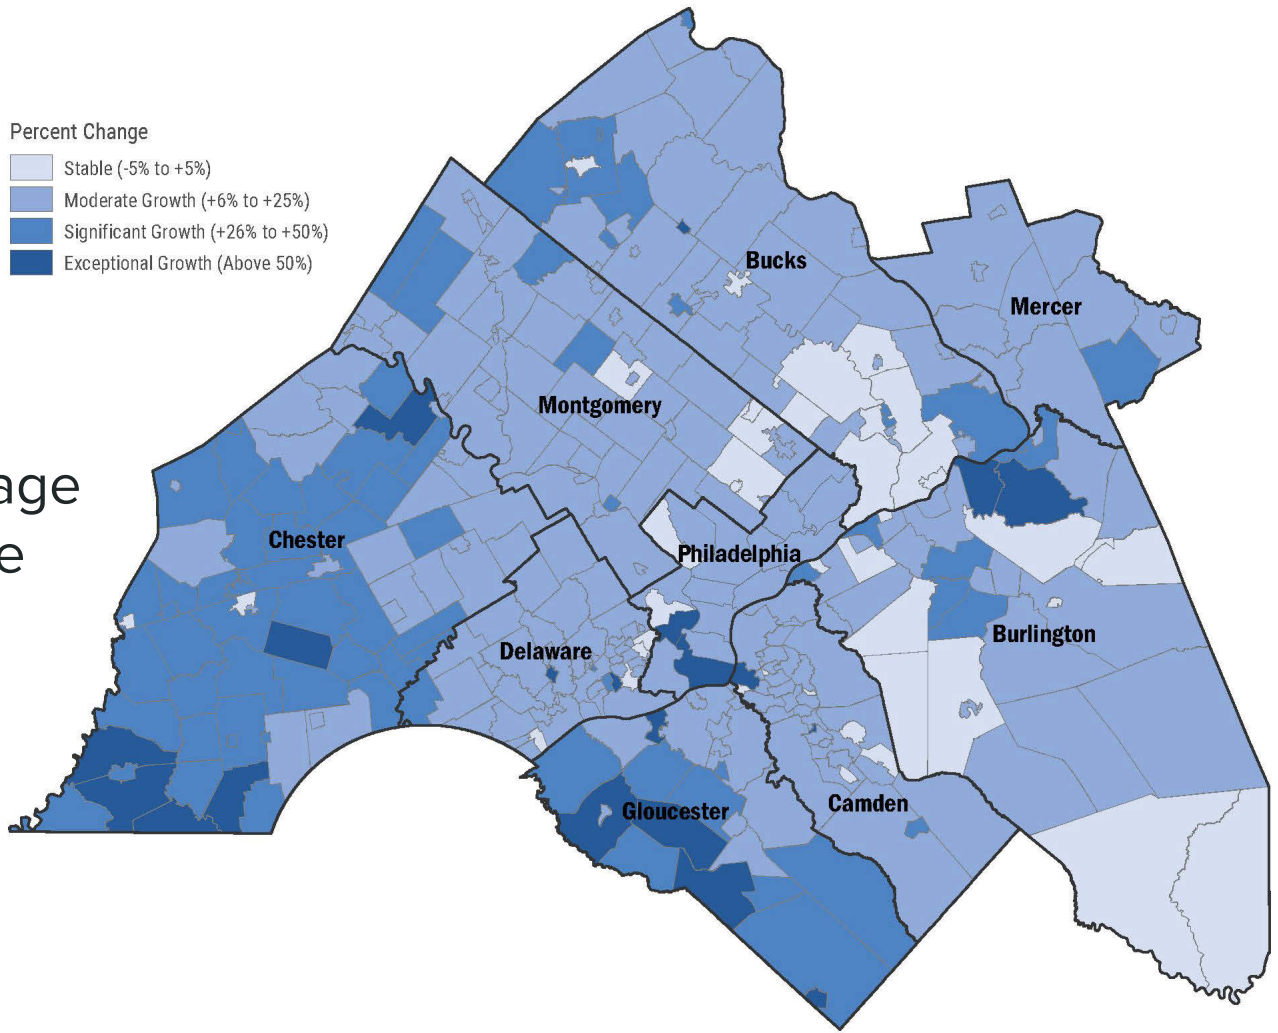 Percent Change
Stable (-5% to +5%)
Moderate Growth (+6% to +25%)
Significant Growth (+26% to +50%)
Exceptional Growth (Above 50%)
Bucks
Mercer
Montgomery
age
e
Chester
Philadelphia
Burlington
Delaware
Camden
Gloucester